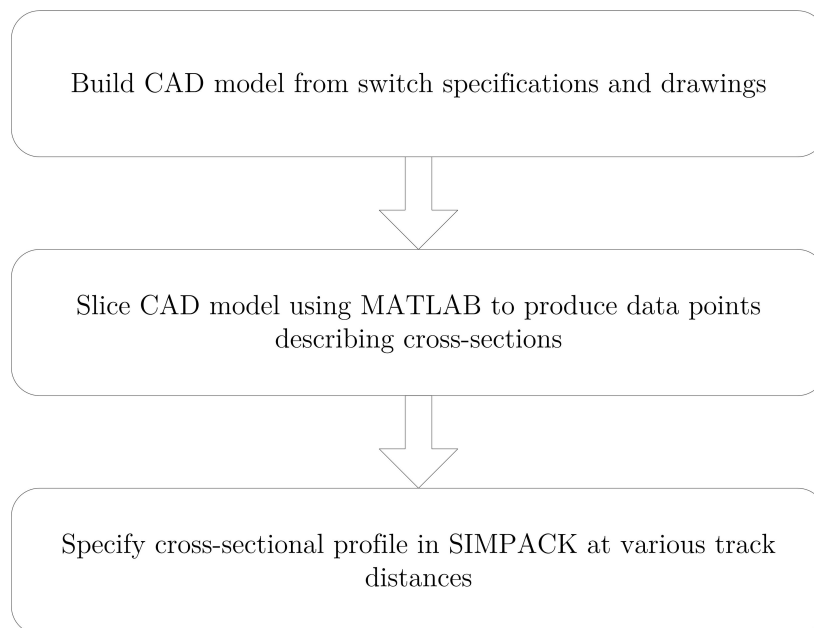 Build CAD model from switch specifications and drawings
Slice CAD model using MATLAB to produce data points
describing cross-sections
Specify cross-sectional profile in SIMPACK at various track
distances